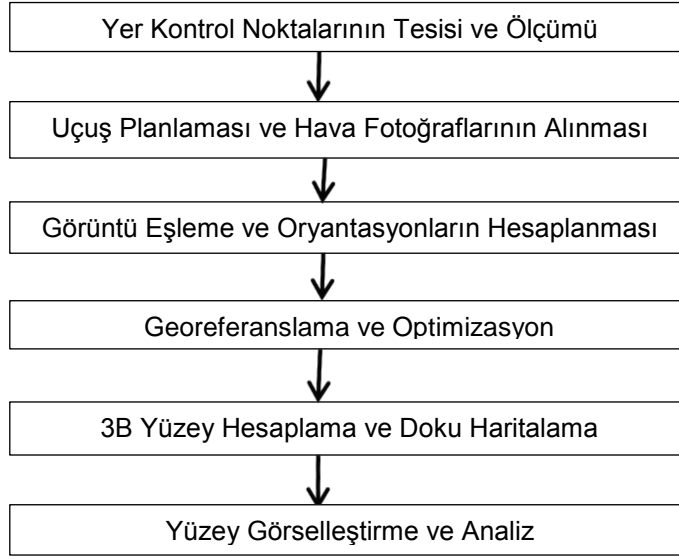 Yer Kontrol Noktalarının Tesisi ve Ölçümü
Uçuş Planlaması ve Hava Fotoğraflarının Alınması
Görüntü Eşleme ve Oryantasyonların Hesaplanması
Georeferanslama ve Optimizasyon
3B Yüzey Hesaplama ve Doku Haritalama
Yüzey Görselleştirme ve Analiz